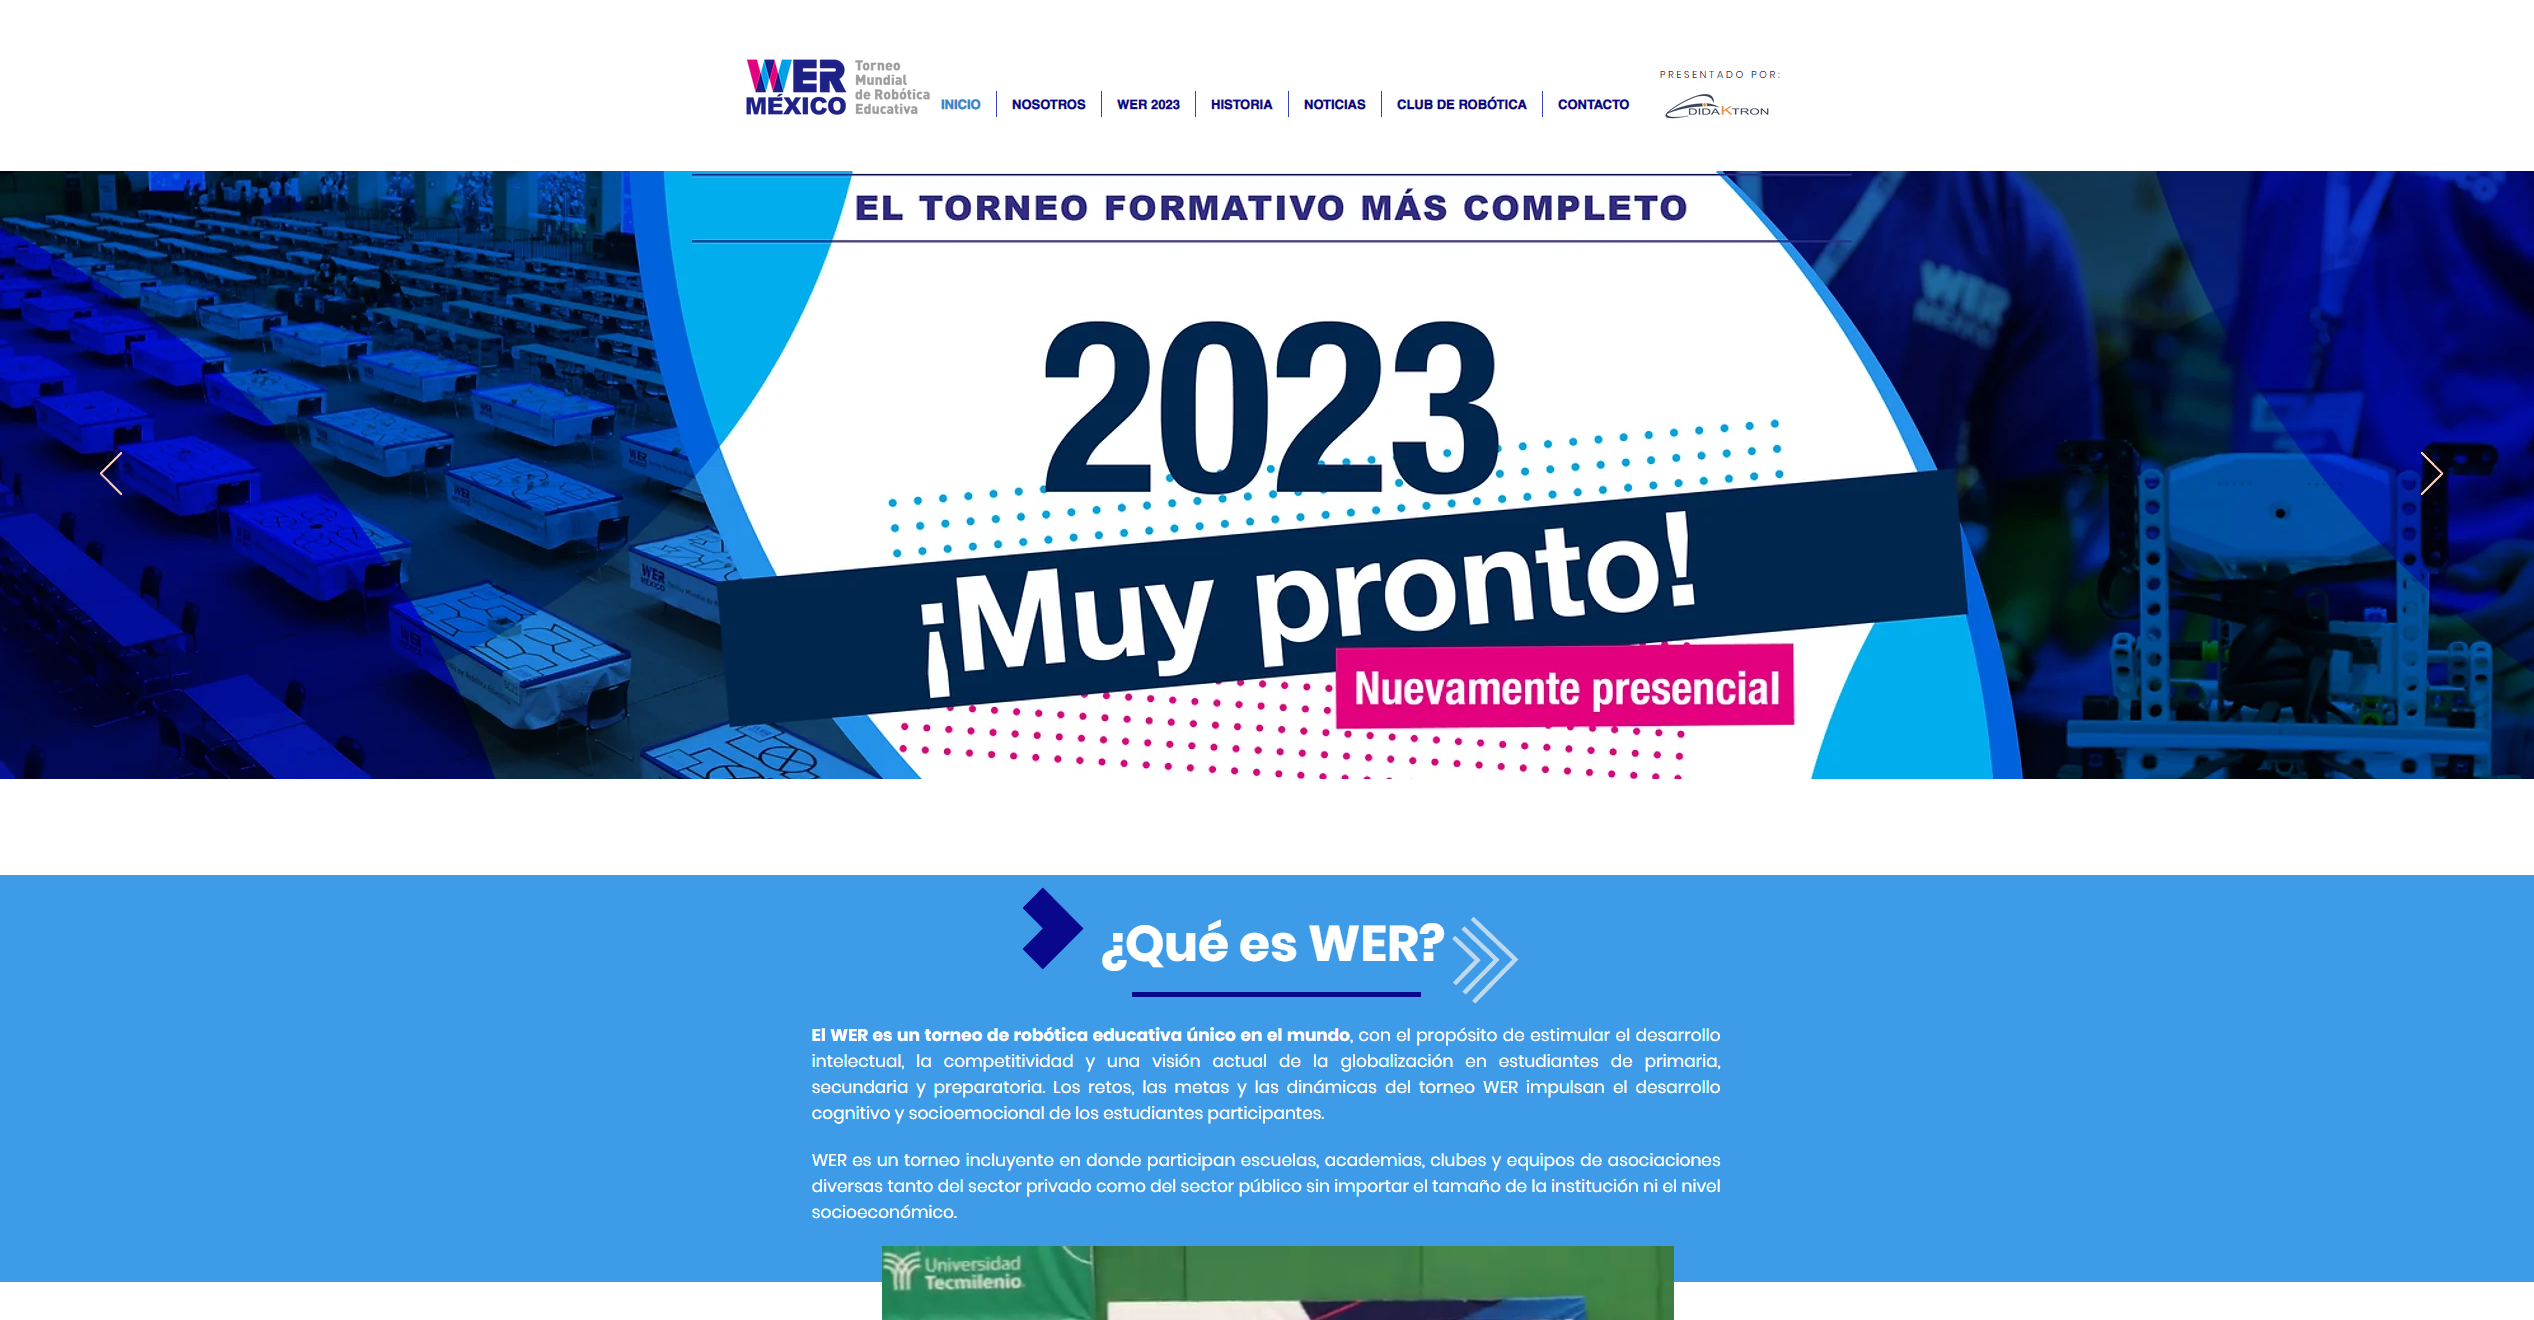 WER
MÉXICO
Torneo
Mundial
de Robótica
Educativa
INICIO
NOSOTROS
WER 2023
HISTORIA
NOTICIAS
CLUB DE ROBÓTICA
CONTACTO
PRESENTADO POR:
DIDAKTRON
EL TORNEO FORMATIVO MÁS COMPLETO
WER
MÉXICO
2023
¡Muy pronto!
Nuevamente presencial
WER
MÉXICO
¿Qué es WER?
El WER es un torneo de robótica educativa único en el mundo, con el propósito de estimular el desarrollo
intelectual, la competitividad y una visión actual de la globalización en estudiantes de primaria,
secundaria y preparatoria. Los retos, las metas y las dinámicas del torneo WER impulsan el desarrollo
cognitivo y socioemocional de los estudiantes participantes.
WER es un torneo incluyente en donde participan escuelas, academias, clubes y equipos de asociaciones
diversas tanto del sector privado como del sector público sin importar el tamaño de la institución ni el nivel
socioeconómico.
Universidad
Tecmilenio